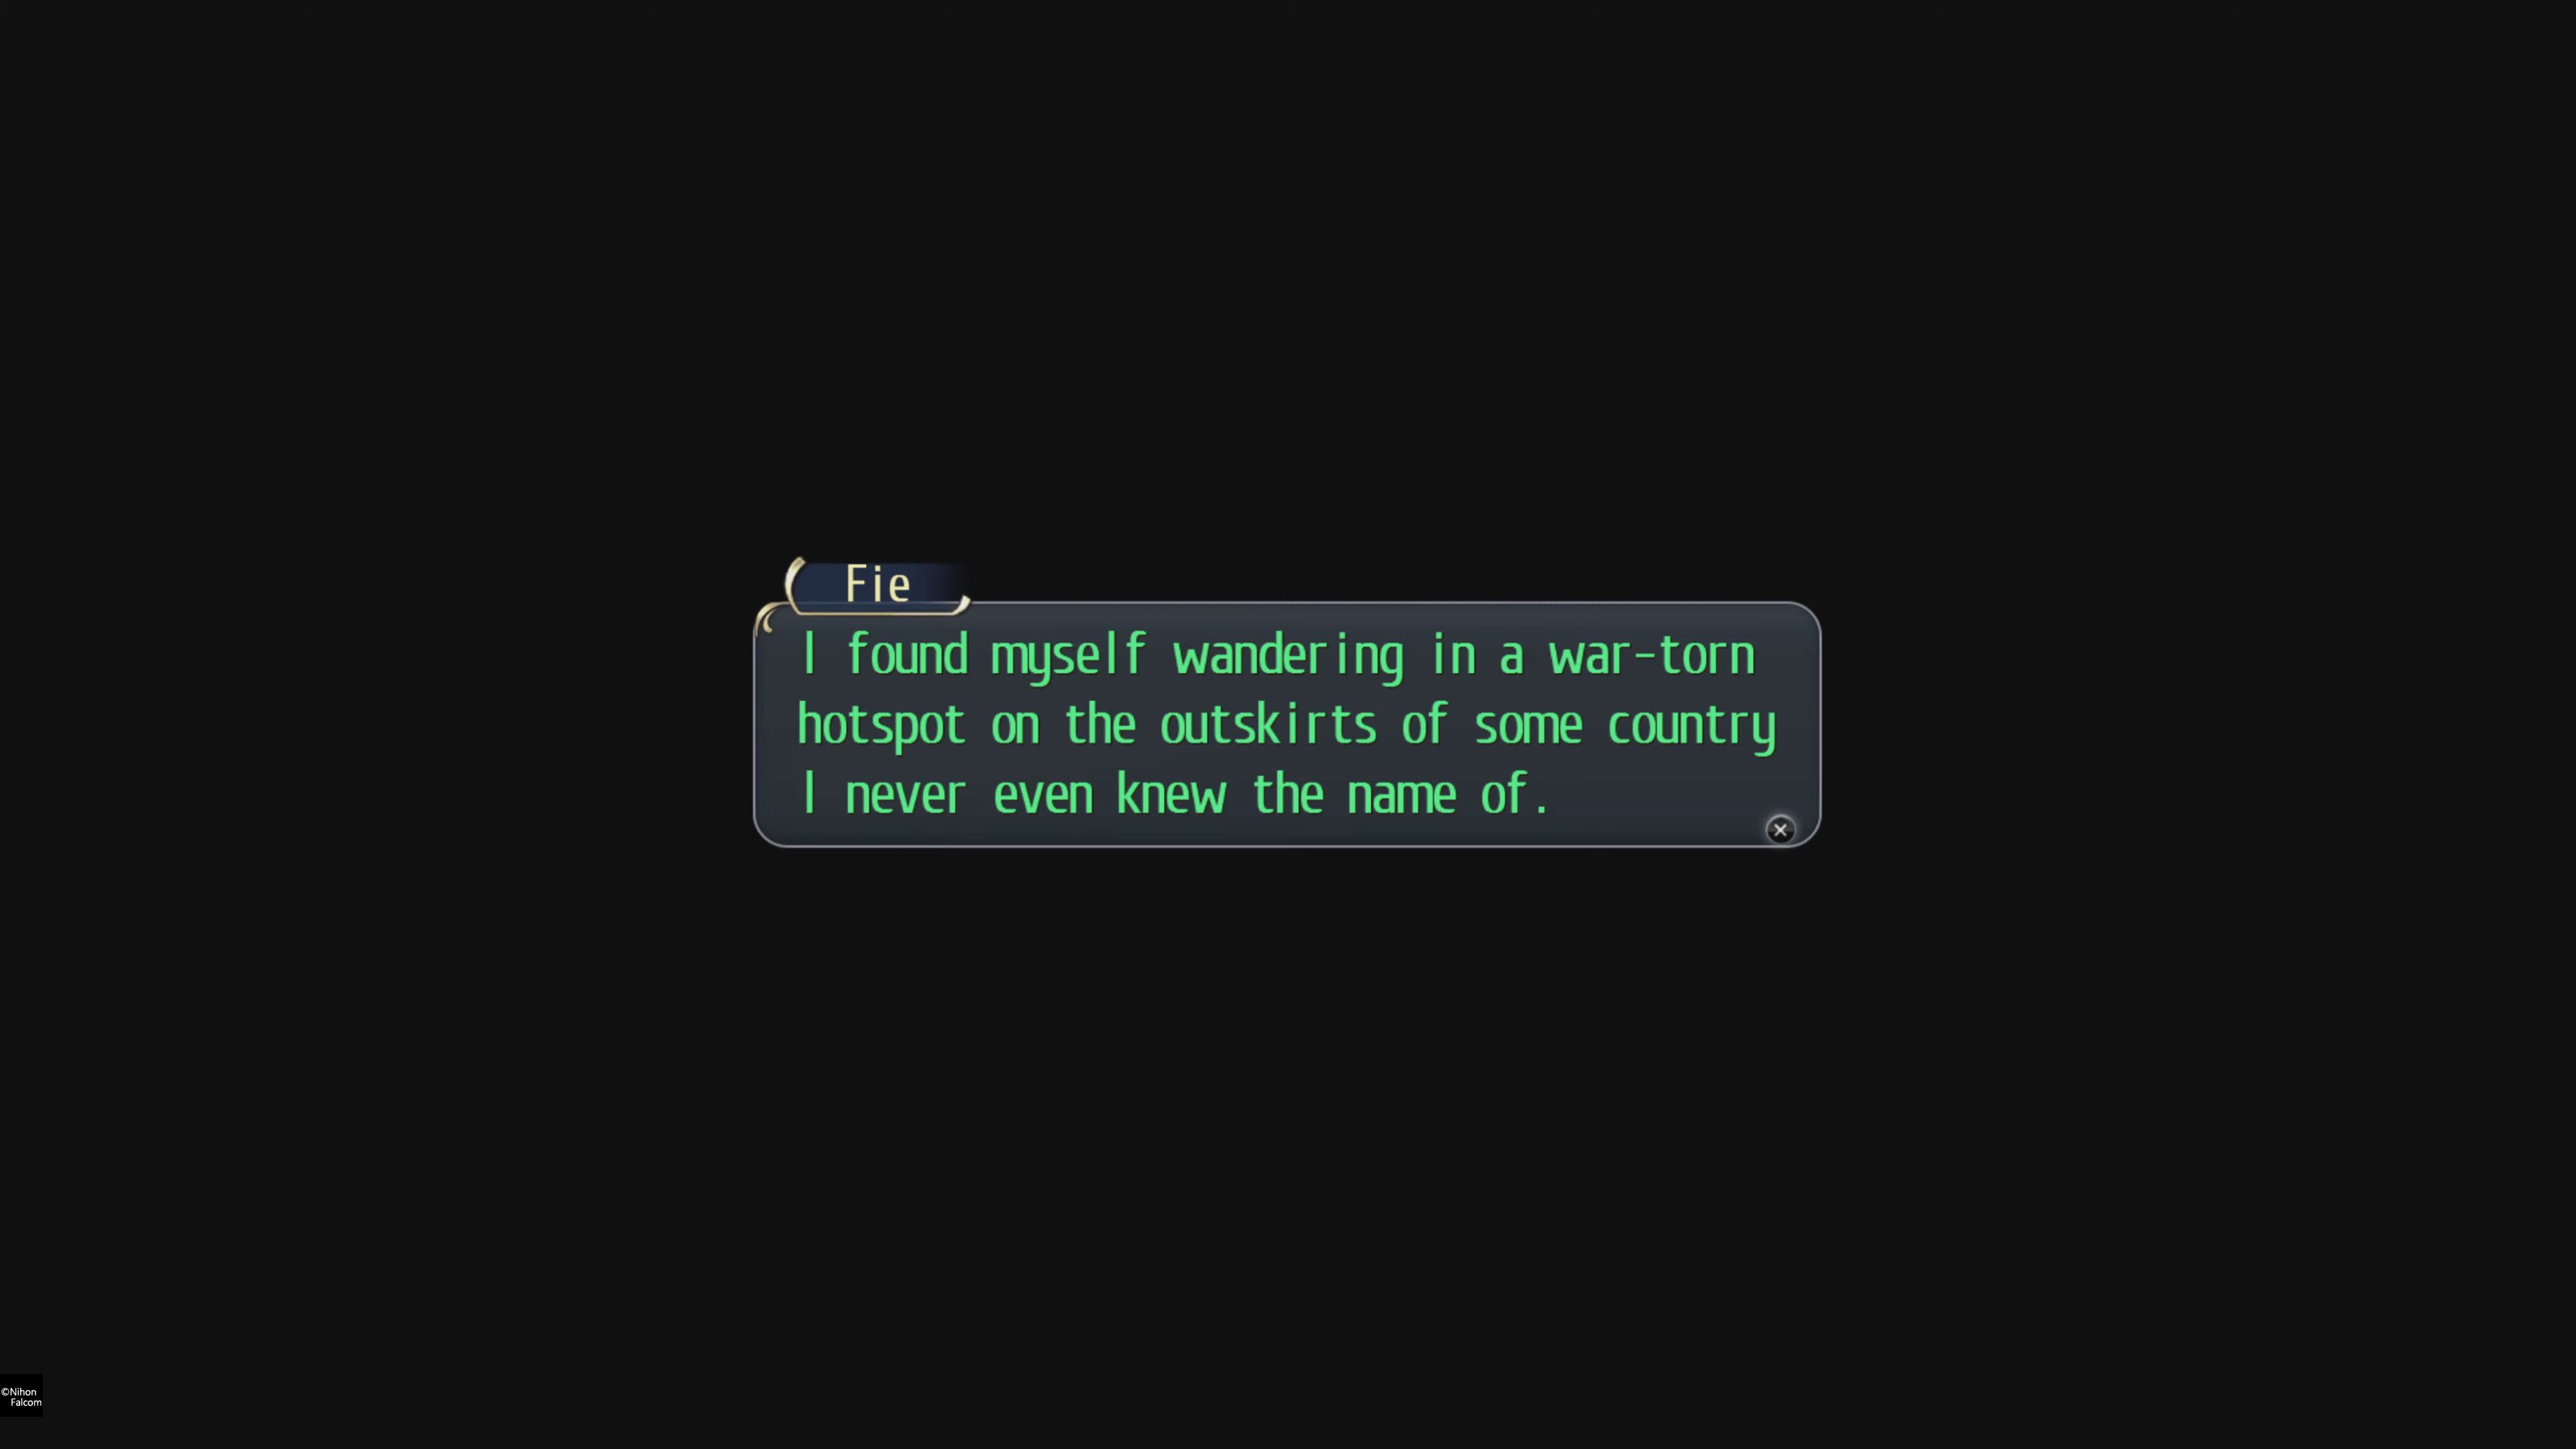 Fie
I found myself wandering in a war-torn
hotspot on the outskirts of some country
I never even knew the name of.
©Nihon
Falcom